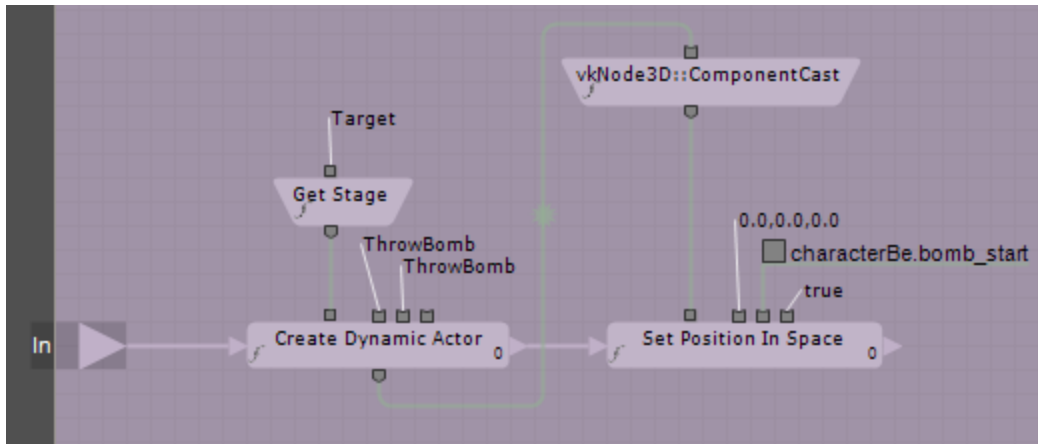 vkNode3D::ComponentCast
Target
Get Stage
0.0,0.0,0.0
ThrowBomb
characterBe.bomb_start
ThrowBomb
true
In
Create Dynamic Actor
0
Set Position In Space
0